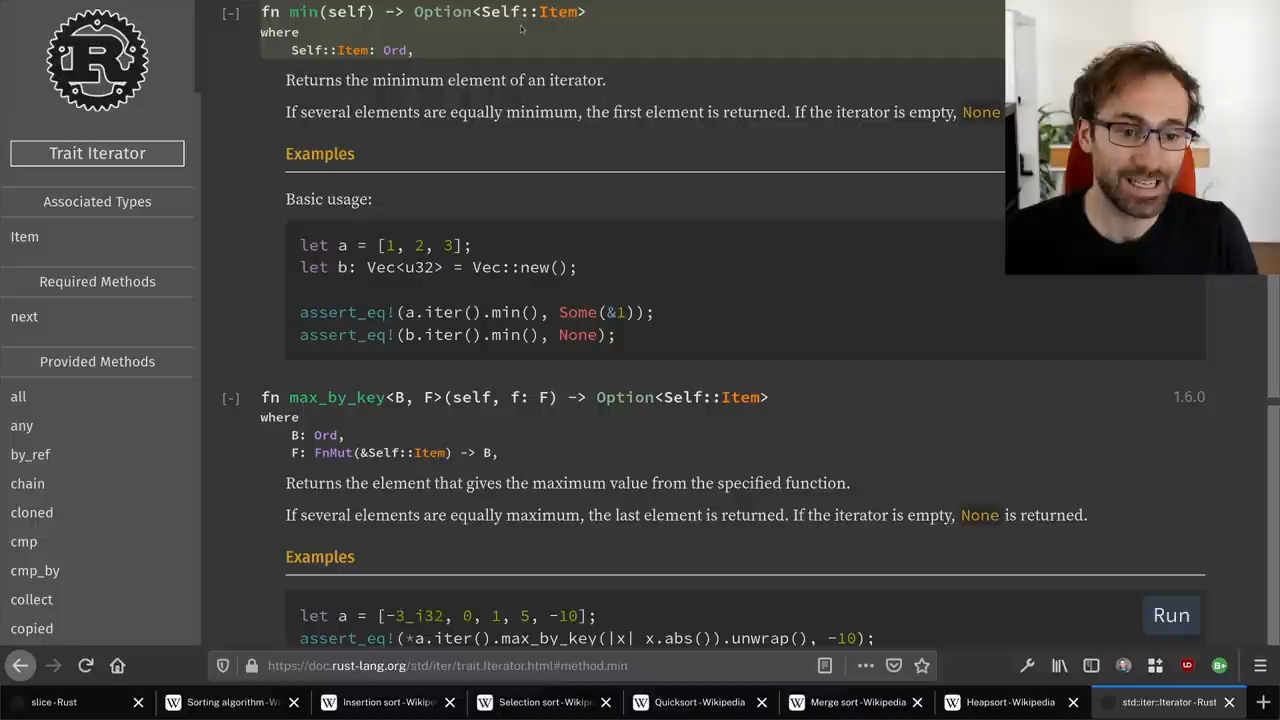 [-]
fn min(self) -> Option<Self::Item>
where
Self::Item: Ord,
Returns the minimum element of an iterator.
If several elements are equally minimum, the first element is returned. If the iterator is empty, None
Examples
Basic usage:
let a = [1, 2, 3];
let b: Vec<u32> = Vec::new();
assert_eq!(a.iter().min(), Some(&1));
assert_eq!(b.iter().min(), None);
[-]
fn max_by_key<B, F>(self, f: F) -> Option<Self::Item>
1.6.0
where
B: Ord,
F: FnMut(&Self::Item) -> B,
Returns the element that gives the maximum value from the specified function.
If several elements are equally maximum, the last element is returned. If the iterator is empty, None is returned.
Examples
let a = [-3_i32, 0, 1, 5, -10];
assert_eq!(*a.iter().max_by_key(|x| x.abs()).unwrap(), -10);
Run
R
Trait Iterator
Associated Types
Item
Required Methods
next
Provided Methods
all
any
by_ref
chain
cloned
cmp
cmp_by
collect
copied
https://doc.rust-lang.org/std/iter/trait.Iterator.html#method.min
slice - Rust
Sorting algorithm - W
Insertion sort - Wikiped
Selection sort - Wikipe
Quicksort - Wikipedia
Merge sort - Wikipedia
Heapsort - Wikipedia
std::iter::Iterator - Rust